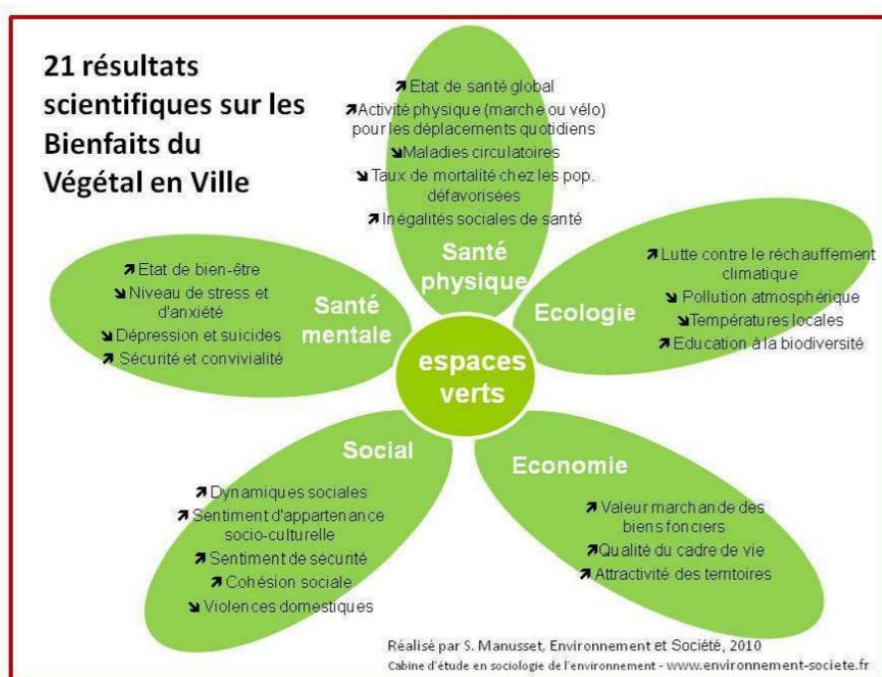 21 résultats
scientifiques sur les
Bienfaits du
Végétal en Ville
↗ Etat de santé global
↗Activité physique (marche ou vélo)
pour les déplacements quotidiens
↘Maladies circulatoires
↘ Taux de mortalité chez les pop.
défavorisées
↗ Inégalités sociales de santé
Santé
physique
↗ Etat de bien-être
↘ Niveau de stress et
d'anxiété
↘ Dépression et suicides
↗ Sécurité et convivialité
Santé
mentale
↗ Lutte contre le réchauffement
climatique
↘ Pollution atmosphérique
↘Températures locales
↗ Education à la biodiversité
Ecologie
espaces
verts
Social
↗ Dynamiques sociales
↗ Sentiment d'appartenance
socio-culturelle
↗ Sentiment de sécurité
↗ Cohésion sociale
↘ Violences domestiques
Economie
↗ Valeur marchande des
biens fonciers
↗Qualité du cadre de vie
↗ Attractivité des territoires
Réalisé par S. Manusset, Environnement et Société, 2010
Cabine d'étude en sociologie de l'environnement - www.environnement-societe.fr